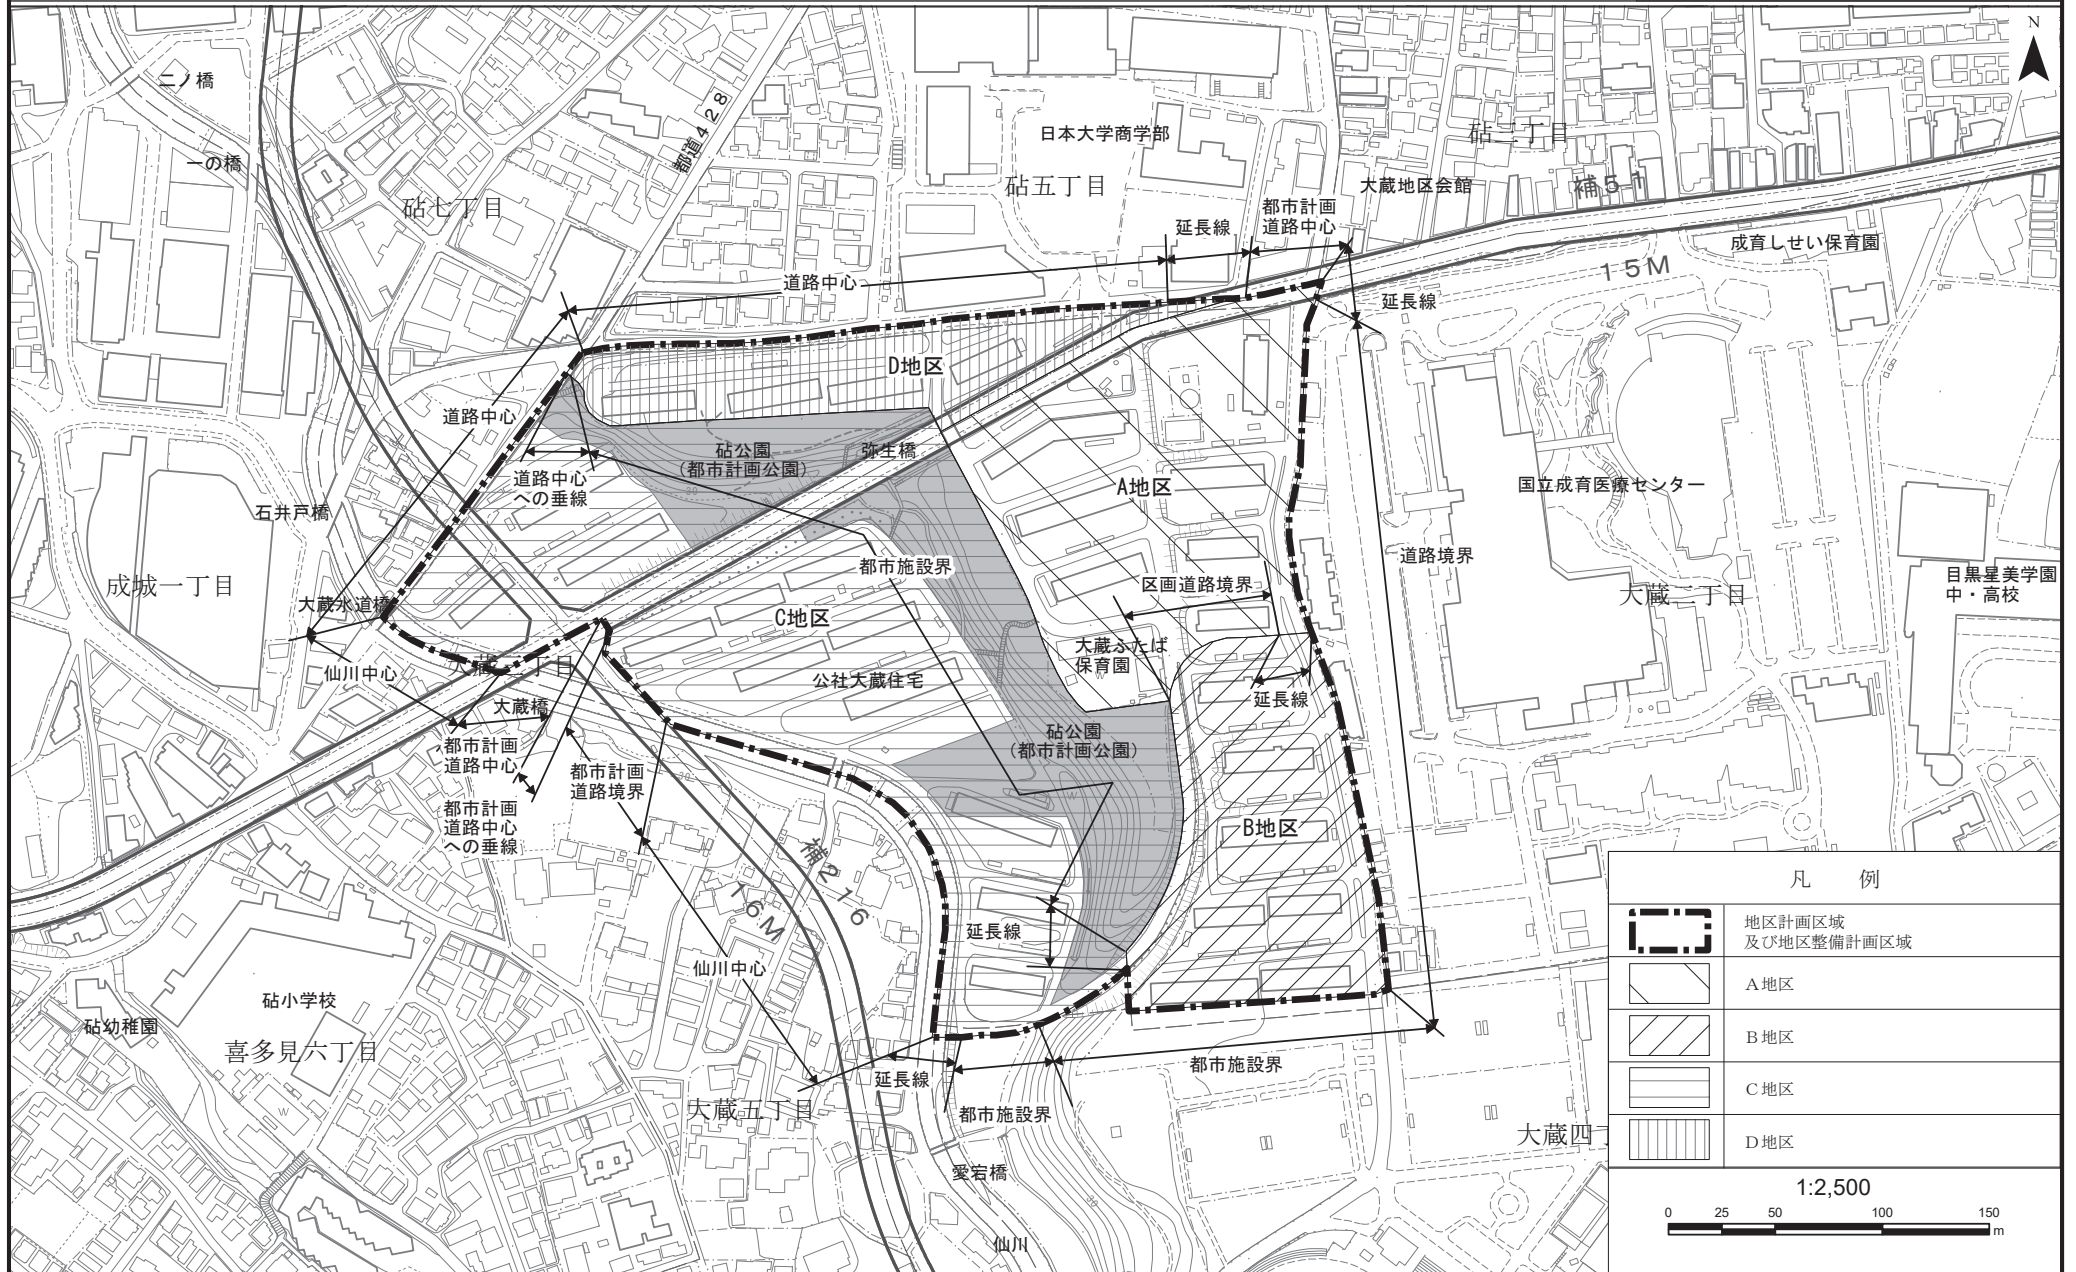 N
二ノ橋
一の橋
都道428
日本大学商学部
砧三丁目
砧五丁目
大蔵地区会館
補51
砧七丁目
都市計画
道路中心
延長線
成育しせい保育園
15M
道路中心
延長線
D地区
道路中心
砧公園
(都市計画公園)
弥生橋
道路中心
への垂線
30
A地区
国立成育医療センター
石井戸橋
都市施設界
道路境界
成城一丁目
区画道路境界
目黒星美学園
中・高校
大蔵水道橋
大蔵二丁目
C地区
大蔵ふたば
保育園
大蔵三丁目
仙川中心
公社大蔵住宅
延長線
大蔵橋
砧公園
(都市計画公園)
都市計画
道路中心
都市計画
道路境界
30
都市計画
道路中心
への垂線
B地区
補216
16M
凡 例
地区計画区域
及び地区整備計画区域
延長線
仙川中心
A地区
砧小学校
砧幼稚園
B地区
喜多見六丁目
都市施設界
延長線
C地区
大蔵五丁目
都市施設界
大蔵四丁
D地区
愛宕橋
30
1:2,500
0 25 50 100 150
m
仙川